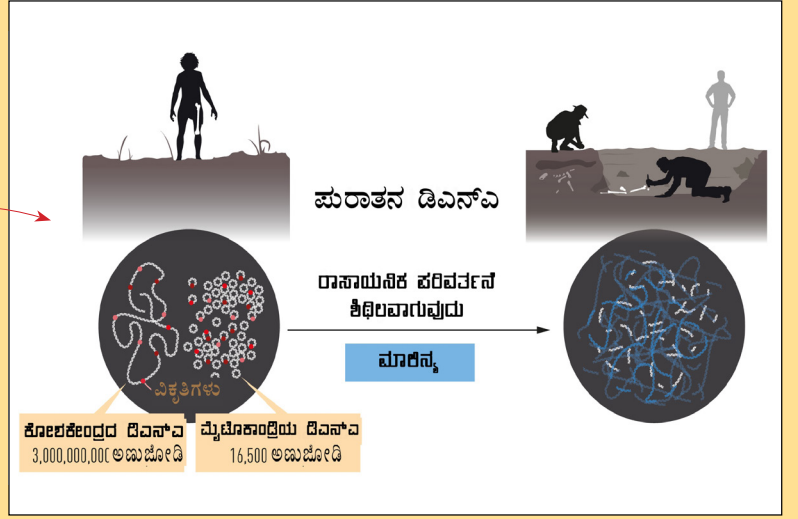 ಪುರಾತನ ಡಿಎನ್ಎ
ರಾಸಾಯನಿಕ ಪರಿವರ್ತನೆ
ಶಿಥಿಲವಾಗುವುದು
ಮಾಲಿನ್ಯ
ವಿಕೃತಿಗಳು
ಕೋಶಕೇಂದ್ರದ ಡಿಎನ್ಎ
3,000,000,000 ಅಣುಜೋಡಿ
ಮೈಟೊಕಾಂಡ್ರಿಯ ಡಿಎನ್ಎ
16,500 ಅಣುಜೋಡಿ